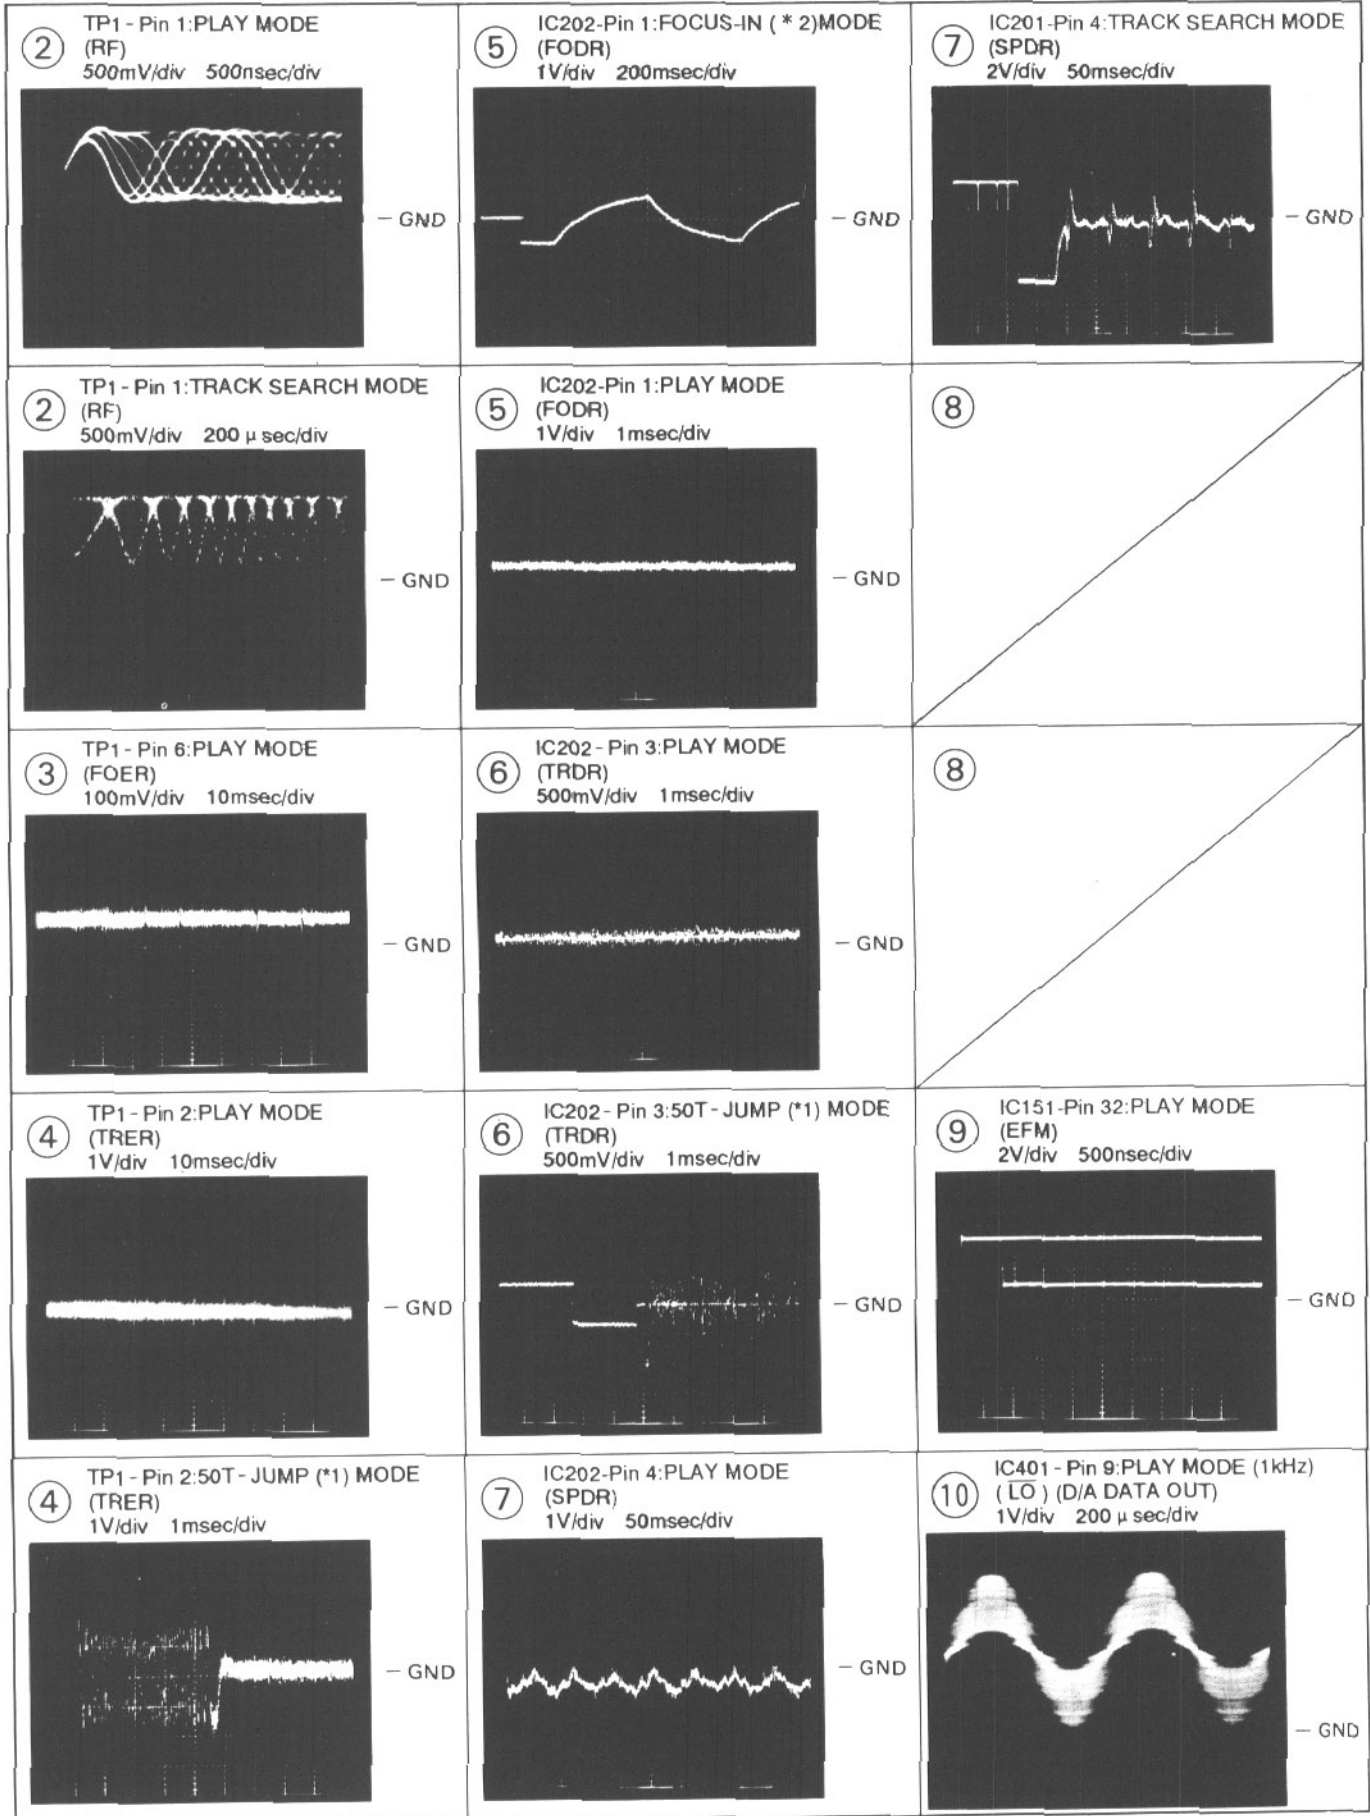 ② TP1 - Pin 1:PLAY MODE
(RF)
500mV/div 500nsec/div
– GND
⑤ IC202-Pin 1:FOCUS-IN ( * 2)MODE
(FODR)
1V/div 200msec/div
– GND
⑦ IC201-Pin 4:TRACK SEARCH MODE
(SPDR)
2V/div 50msec/div
– GND
② TP1 - Pin 1:TRACK SEARCH MODE
(RF)
500mV/div 200 μ sec/div
– GND
⑤ IC202-Pin 1:PLAY MODE
(FODR)
1V/div 1msec/div
– GND
⑧
③ TP1 - Pin 6:PLAY MODE
(FOER)
100mV/div 10msec/div
– GND
⑥ IC202 - Pin 3:PLAY MODE
(TRDR)
500mV/div 1msec/div
– GND
⑧
④ TP1 - Pin 2:PLAY MODE
(TRER)
1V/div 10msec/div
– GND
⑥ IC202 - Pin 3:50T - JUMP (*1) MODE
(TRDR)
500mV/div 1msec/div
– GND
⑨ IC151-Pin 32:PLAY MODE
(EFM)
2V/div 500nsec/div
– GND
④ TP1 - Pin 2:50T - JUMP (*1) MODE
(TRER)
1V/div 1msec/div
– GND
⑦ IC202-Pin 4:PLAY MODE
(SPDR)
1V/div 50msec/div
– GND
⑩ IC401 - Pin 9:PLAY MODE (1kHz)
( L̅O̅ ) (D/A DATA OUT)
1V/div 200 μ sec/div
– GND